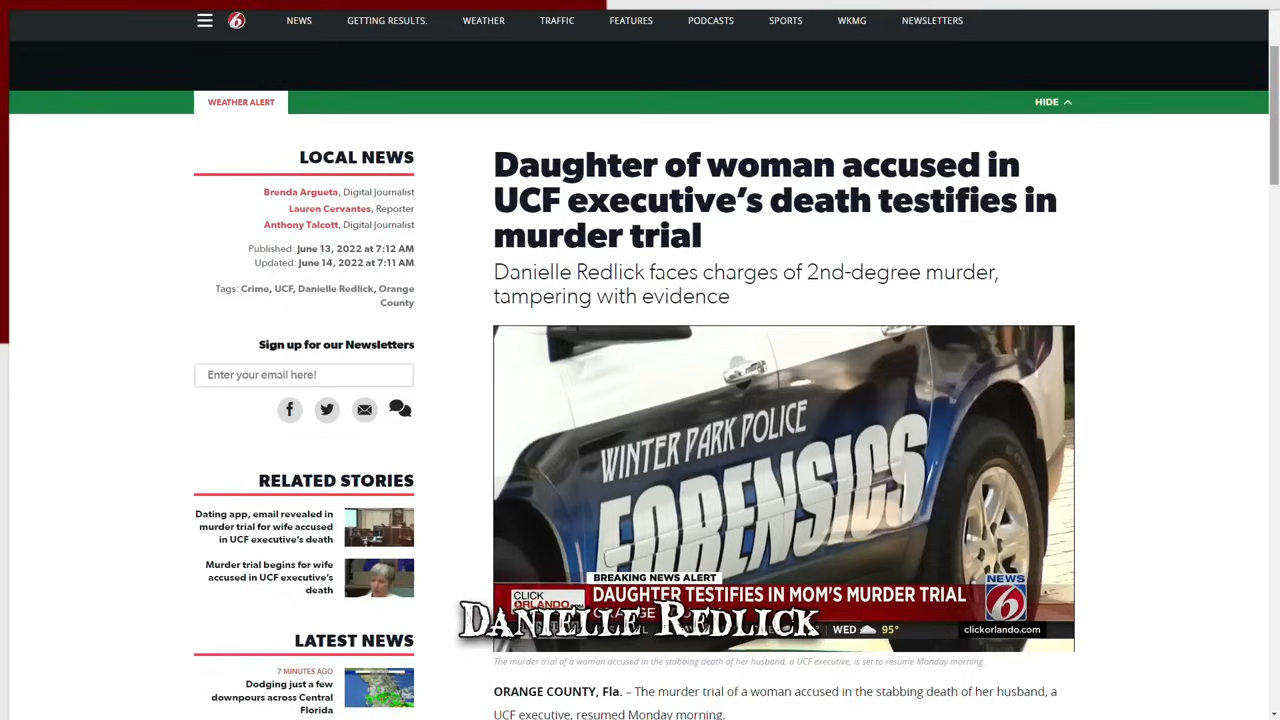 6
NEWS
GETTING RESULTS.
WEATHER
TRAFFIC
FEATURES
PODCASTS
SPORTS
WKMG
NEWSLETTERS
WEATHER ALERT
HIDE
LOCAL NEWS
Brenda Argueta, Digital Journalist
Lauren Cervantes, Reporter
Anthony Talcott, Digital Journalist
Published: June 13, 2022 at 7:12 AM
Updated: June 14, 2022 at 7:11 AM
Tags: Crime, UCF, Danielle Redlick, Orange
County
Sign up for our Newsletters
Enter your email here!
RELATED STORIES
Dating app, email revealed in
murder trial for wife accused
in UCF executive's death
Murder trial begins for wife
accused in UCF executive's
death
LATEST NEWS
7 MINUTES AGO
Dodging just a few
downpours across Central
Florida
Daughter of woman accused in
UCF executive's death testifies in
murder trial
Danielle Redlick faces charges of 2nd-degree murder,
tampering with evidence
WINTER PARK POLICE
FORENSICS
BREAKING NEWS ALERT
CLICK
ORLANDO.com
DAUGHTER TESTIFIES IN MOM'S MURDER TRIAL
NEWS
6
DANIELLE REDLICK
WED 95°
clickorlando.com
The murder trial of a woman accused in the stabbing death of her husband, a UCF executive, is set to resume Monday morning.
ORANGE COUNTY, Fla. – The murder trial of a woman accused in the stabbing death of her husband, a
UCF executive, resumed Monday morning.